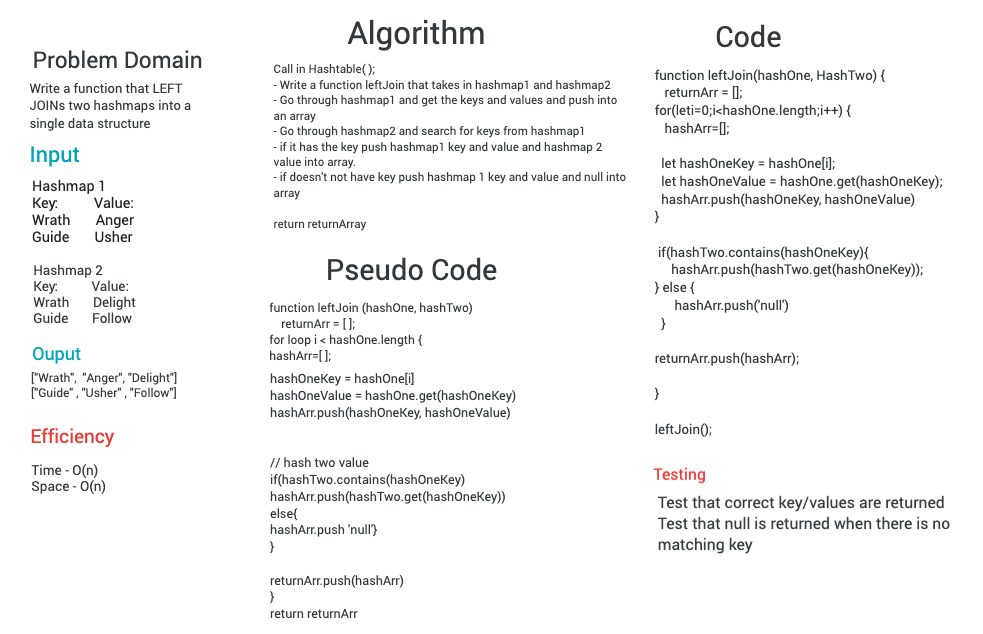 Problem Domain
Write a function that LEFT
JOINs two hashmaps into a
single data structure
Input
Hashmap 1
Key: Value:
Wrath Anger
Guide Usher
Hashmap 2
Key: Value:
Wrath Delight
Guide Follow
Ouput
["Wrath", "Anger", "Delight"]
["Guide" , "Usher" , "Follow"]
Efficiency
Time - O(n)
Space - O(n)
Algorithm
Call in Hashtable( );
- Write a function leftJoin that takes in hashmap1 and hashmap2
- Go through hashmap1 and get the keys and values and push into
an array
- Go through hashmap2 and search for keys from hashmap1
- if it has the key push hashmap1 key and value and hashmap 2
value into array.
- if doesn't not have key push hashmap 1 key and value and null into
array
return returnArray
Pseudo Code
function leftJoin (hashOne, hashTwo)
returnArr = [ ];
for loop i < hashOne.length {
hashArr=[ ];
hashOneKey = hashOne[i]
hashOneValue = hashOne.get(hashOneKey)
hashArr.push(hashOneKey, hashOneValue)
// hash two value
if(hashTwo.contains(hashOneKey)
hashArr.push(hashTwo.get(hashOneKey))
else{
hashArr.push 'null'}
}
returnArr.push(hashArr)
}
return returnArr
Code
function leftJoin(hashOne, HashTwo) {
returnArr = [];
for(leti=0;i<hashOne.length;i++) {
hashArr=[];
let hashOneKey = hashOne[i];
let hashOneValue = hashOne.get(hashOneKey);
hashArr.push(hashOneKey, hashOneValue)
}
if(hashTwo.contains(hashOneKey){
hashArr.push(hashTwo.get(hashOneKey));
} else {
hashArr.push('null')
}
returnArr.push(hashArr);
}
leftJoin();
Testing
Test that correct key/values are returned
Test that null is returned when there is no
matching key